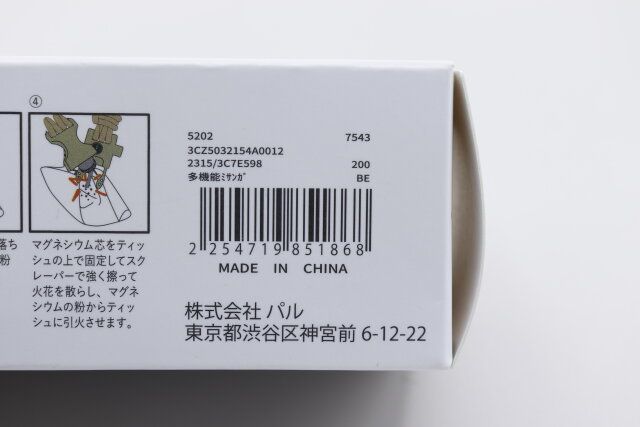 ④
落ち
粉
マグネシウム芯をティッ
シュの上で固定してスク
レーパーで強く擦って
火花を散らし、マグネ
シウムの粉からティッ
シュに引火させます。
5202 7543
3CZ5032154A0012
2315/3C7E598 200
多機能ﾐｻﾝｶﾞ BE
2 254719 851868
MADE IN CHINA
株式会社 パル
東京都渋谷区神宮前 6-12-22